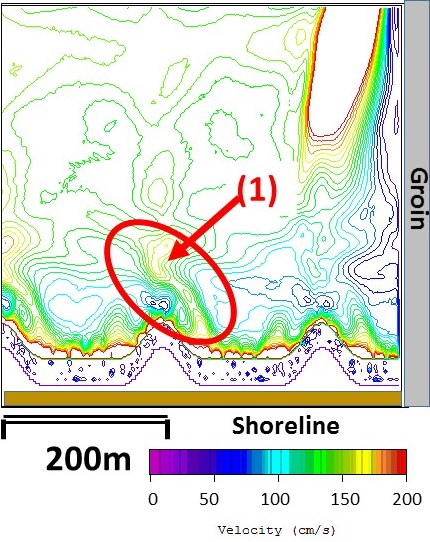 (1)
Groin
Shoreline
200m
0 50 100 150 200
Velocity (cm/s)